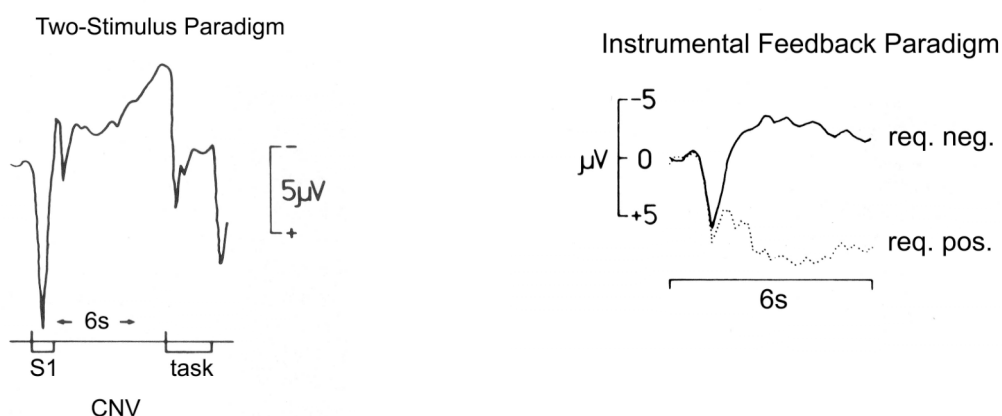 Two-Stimulus Paradigm
-
5µV
+
6s
S1
task
CNV
Instrumental Feedback Paradigm
-5
µV
0
+5
req. neg.
req. pos.
6s